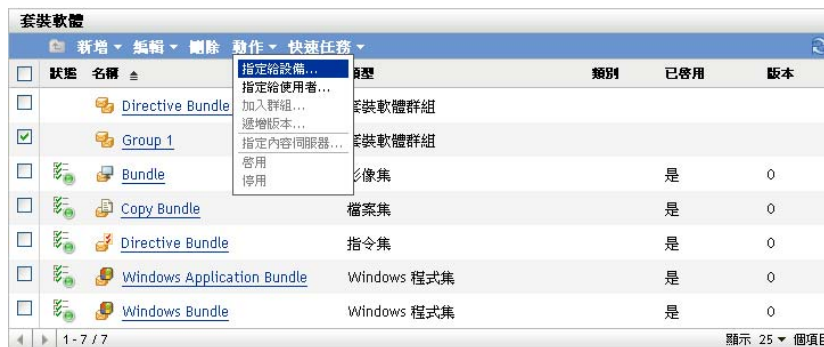 套裝軟體
新增 編輯 刪除 動作 快速任務
狀態 名稱 類型 類別 已啟用 版本
指定給設備...
指定給使用者...
加入群組...
遞增版本...
指定內容伺服器...
啟用
停用
Directive Bundle 套裝軟體群組
Group 1 套裝軟體群組
Bundle 影像集 是 0
Copy Bundle 檔案集 是 0
Directive Bundle 指令集 是 0
Windows Application Bundle Windows 程式集 是 0
Windows Bundle Windows 程式集 是 0
1 - 7 / 7 顯示 25 個項目